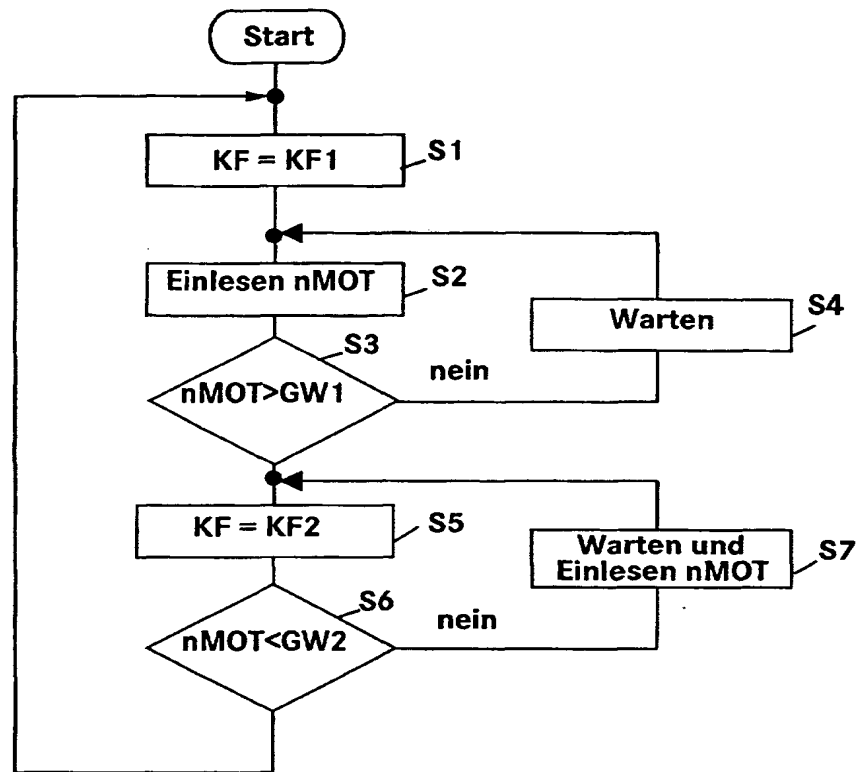 Start
KF = KF1
S1
Einlesen nMOT
S2
Warten
S4
S3
nMOT>GW1
nein
KF = KF2
S5
Warten und
Einlesen nMOT
S7
S6
nMOT<GW2
nein